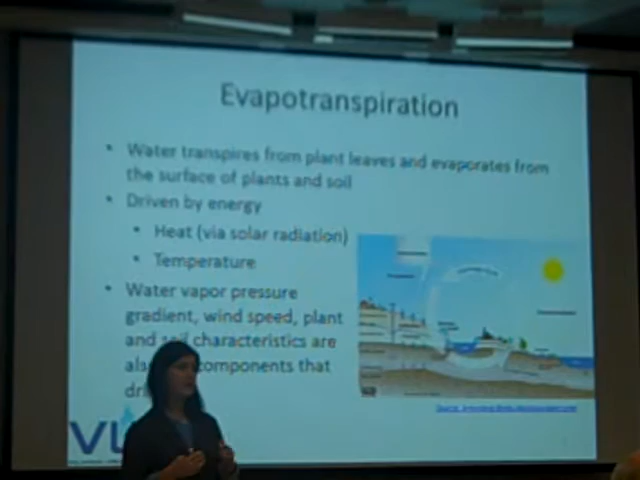 Evapotranspiration
• Water transpires from plant leaves and evaporates from
the surface of plants and soil
• Driven by energy
• Heat (via solar radiation)
• Temperature
• Water vapor pressure
gradient, wind speed, plant
and soil characteristics are
also components that